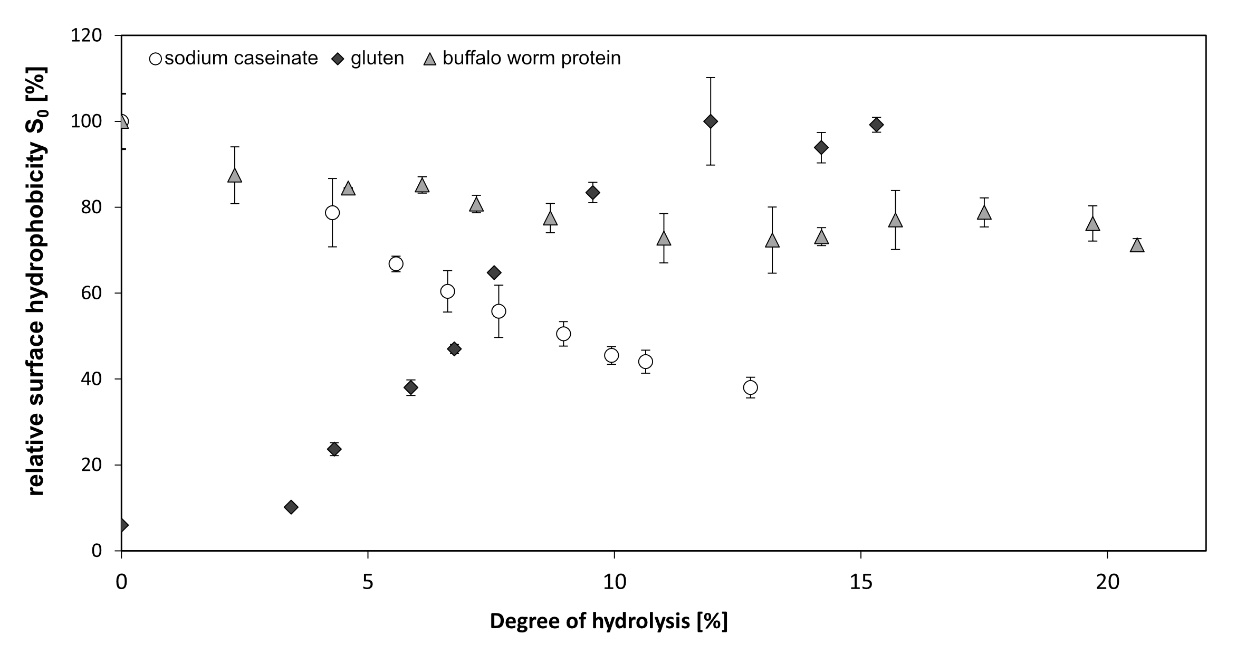 relative surface hydrophobicity S₀ [%]
120
100
80
60
40
20
0
sodium caseinate gluten buffalo worm protein
0 5 10 15 20
Degree of hydrolysis [%]